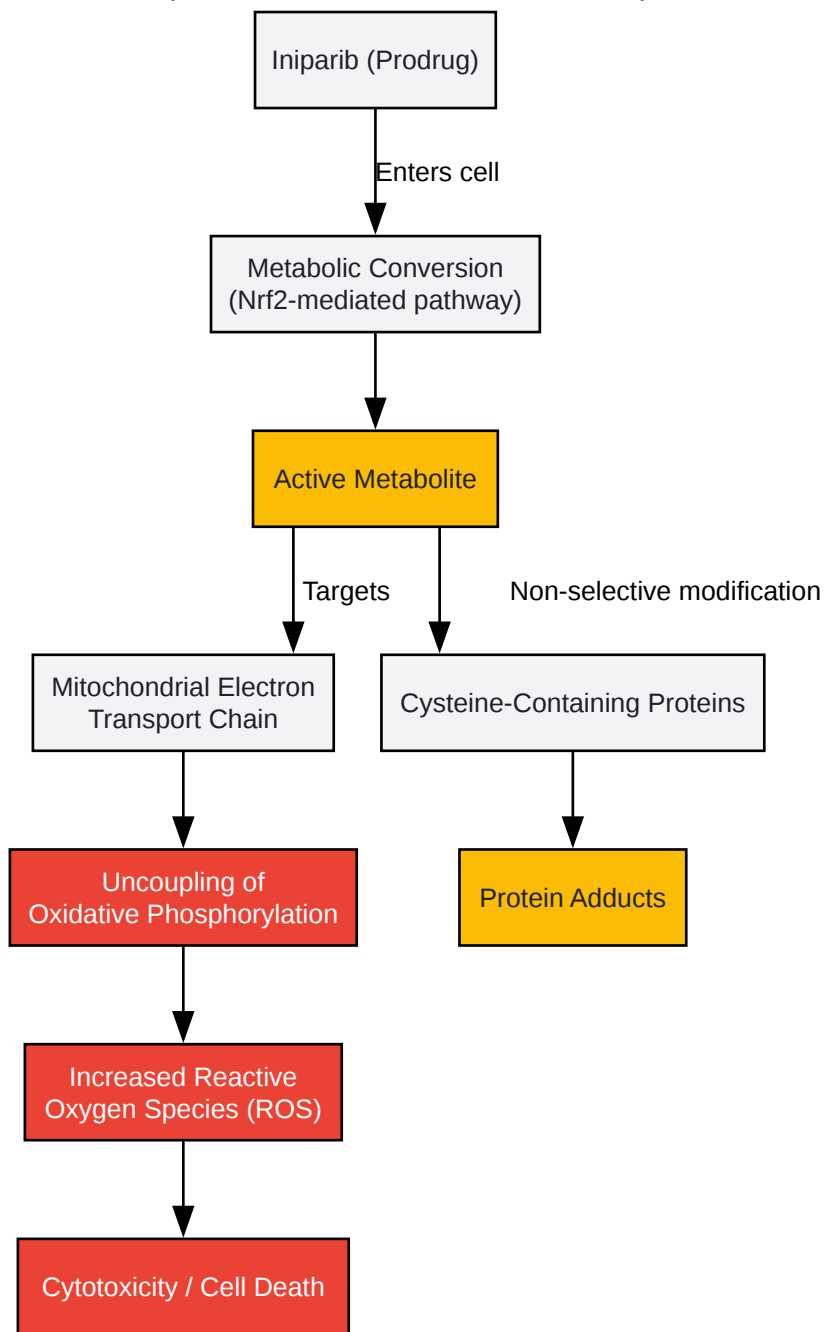 Iniparib (Prodrug)
Enters cell
Metabolic Conversion
(Nrf2-mediated pathway)
Active Metabolite
Targets
Non-selective modification
Mitochondrial Electron
Transport Chain
Cysteine-Containing Proteins
Uncoupling of
Oxidative Phosphorylation
Protein Adducts
Increased Reactive
Oxygen Species (ROS)
Cytotoxicity / Cell Death